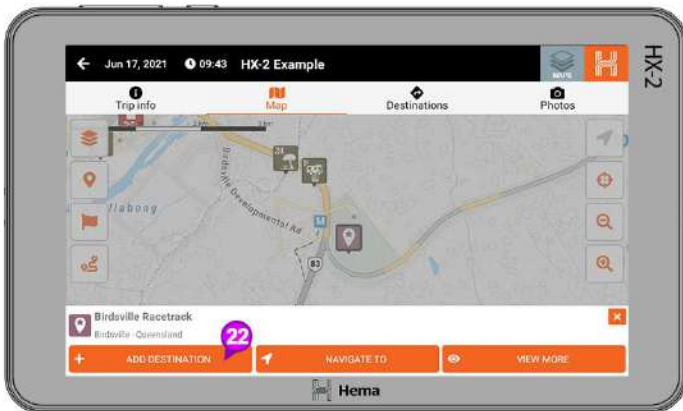 HX-2
Jun 17, 2021 09:43 HX-2 Example
MAPS
Trip info
Map
Destinations
Photos
Birdsville Developmental Rd
M
83
Birdsville Racetrack
Birdsville - Queensland
22
ADD DESTINATION
NAVIGATE TO
VIEW MORE
Hema